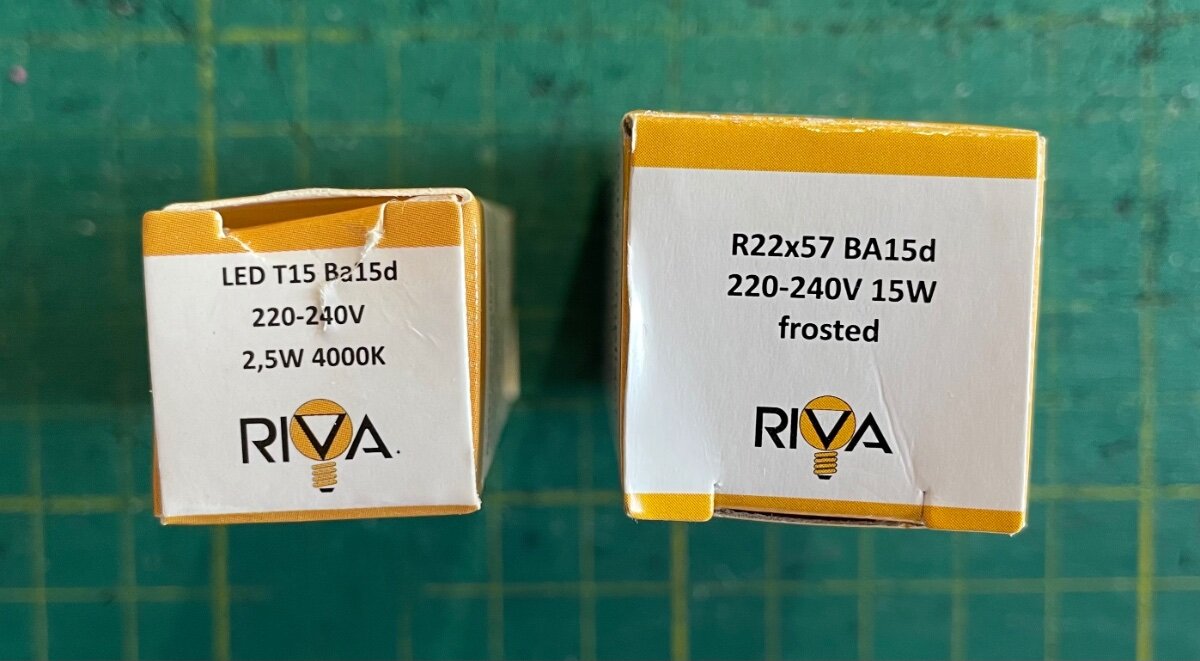 LED T15 Ba15d
220-240V
2,5W 4000K
RIVA.
R22x57 BA15d
220-240V 15W
frosted
RIVA